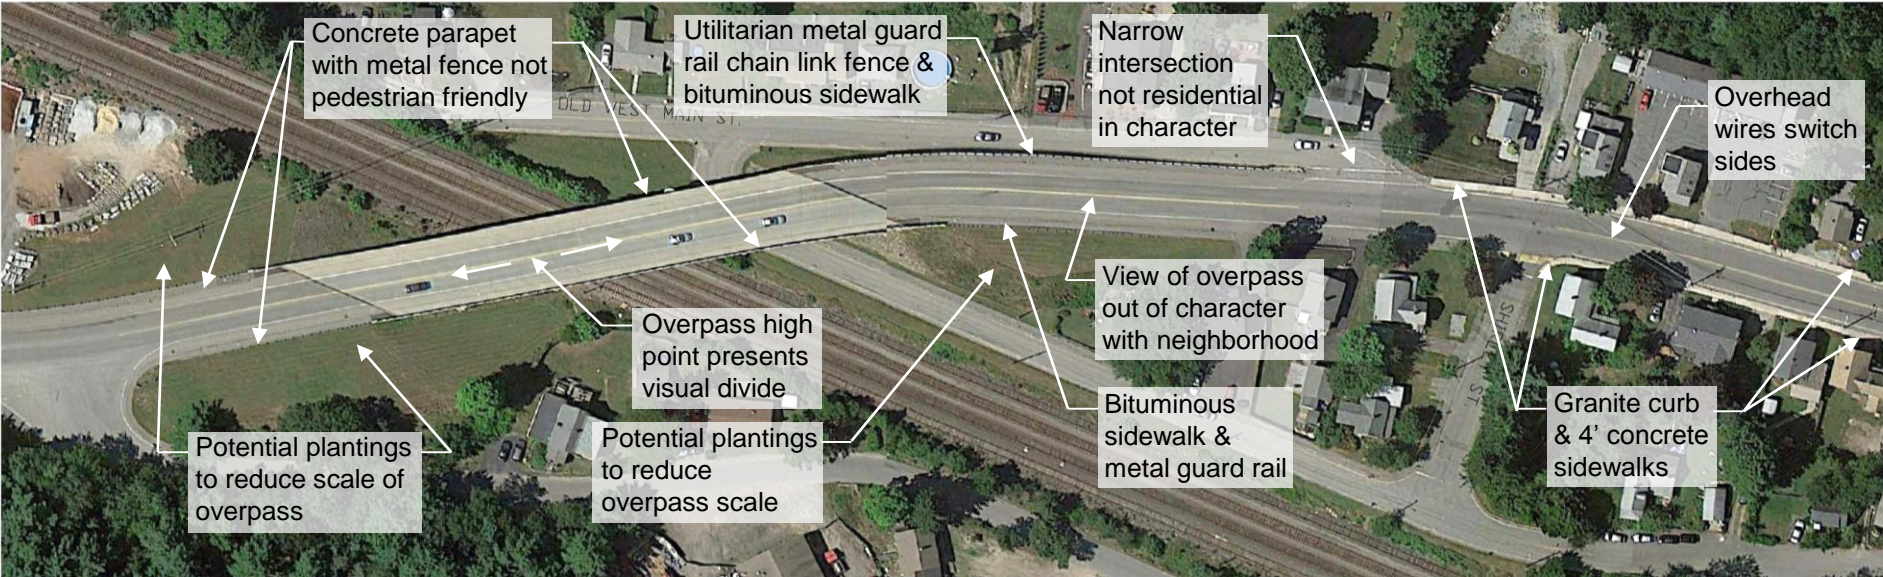 Concrete parapet
with metal fence not
pedestrian friendly
Utilitarian metal guard
rail chain link fence &
bituminous sidewalk
Narrow
intersection
not residential
in character
Overhead
wires switch
sides
OLD WEST MAIN ST.
View of overpass
out of character
with neighborhood
Overpass high
point presents
visual divide
Potential plantings
to reduce scale of
overpass
Potential plantings
to reduce
overpass scale
Bituminous
sidewalk &
metal guard rail
Granite curb
& 4' concrete
sidewalks
ST.